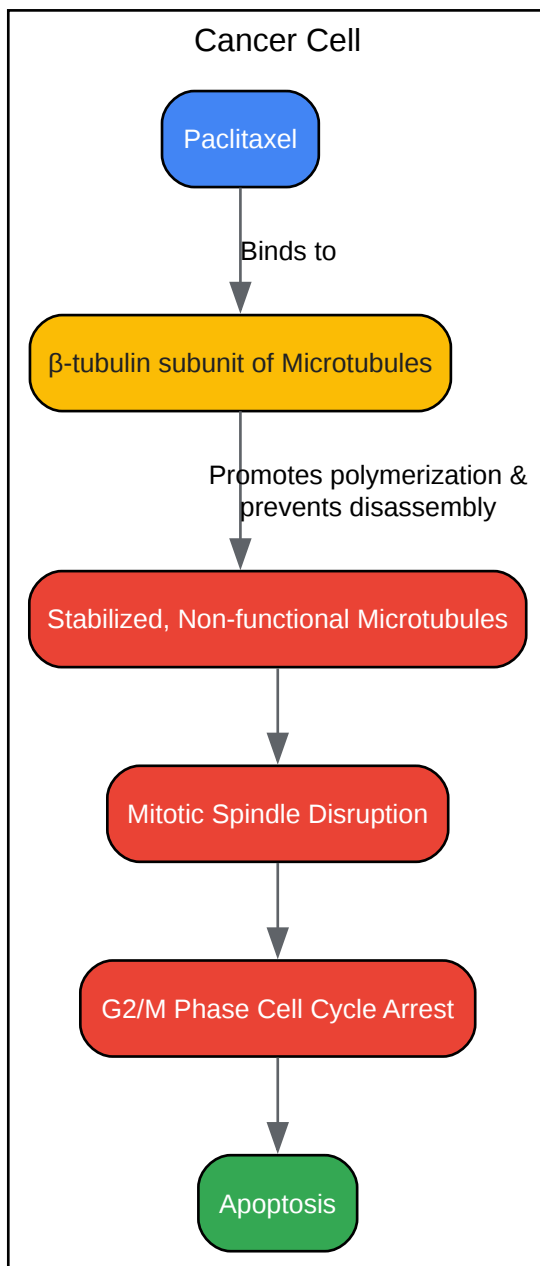 Cancer Cell
Paclitaxel
Binds to
β-tubulin subunit of Microtubules
Promotes polymerization &
prevents disassembly
Stabilized, Non-functional Microtubules
Mitotic Spindle Disruption
G2/M Phase Cell Cycle Arrest
Apoptosis